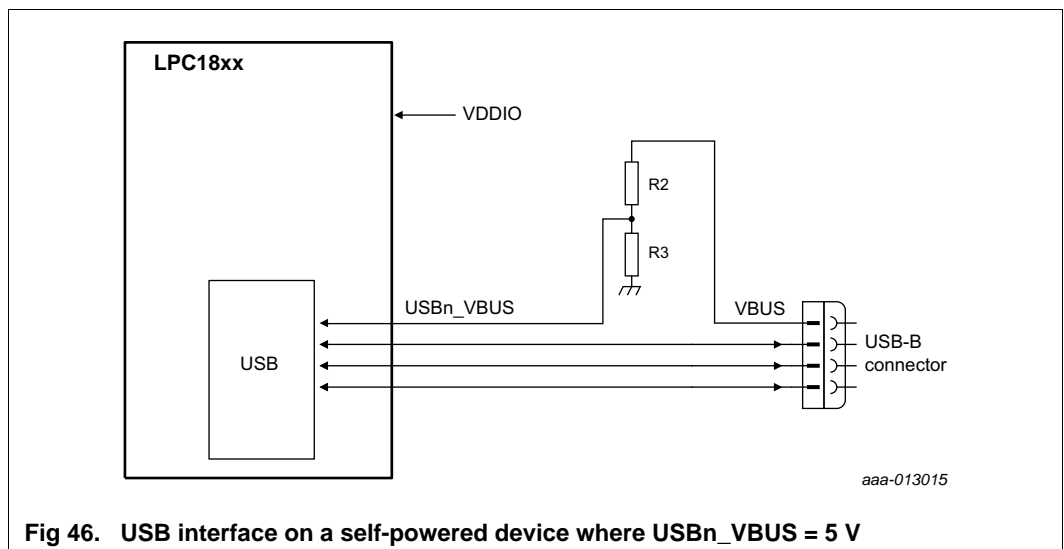 LPC18xx
VDDIO
R2
R3
USBn_VBUS
VBUS
USB
USB-B
connector
aaa-013015
Fig 46. USB interface on a self-powered device where USBn_VBUS = 5 V